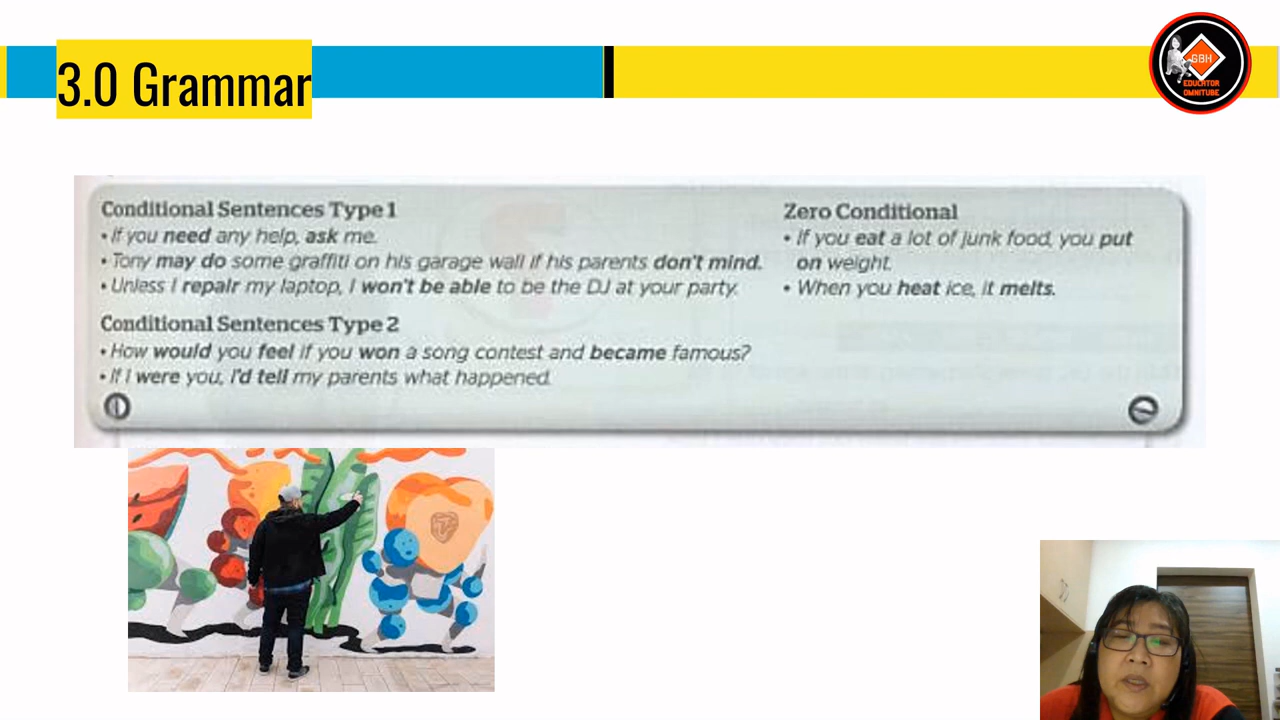 3.0 Grammar
GBH
EDUCATOR
OMNITUBE
Conditional Sentences Type 1
• If you need any help, ask me.
• Tony may do some graffiti on his garage wall if his parents don't mind.
• Unless I repair my laptop, I won't be able to be the DJ at your party.
Conditional Sentences Type 2
• How would you feel if you won a song contest and became famous?
• If I were you, I'd tell my parents what happened.
Zero Conditional
• If you eat a lot of junk food, you put
on weight.
• When you heat ice, it melts.